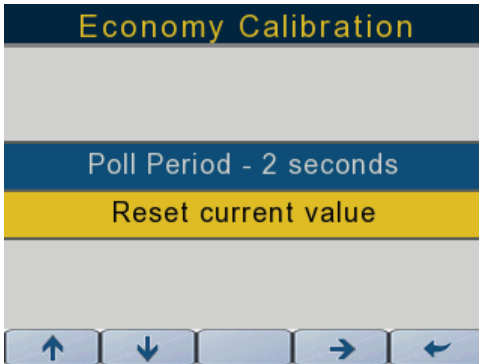 Economy Calibration
Poll Period - 2 seconds
Reset current value